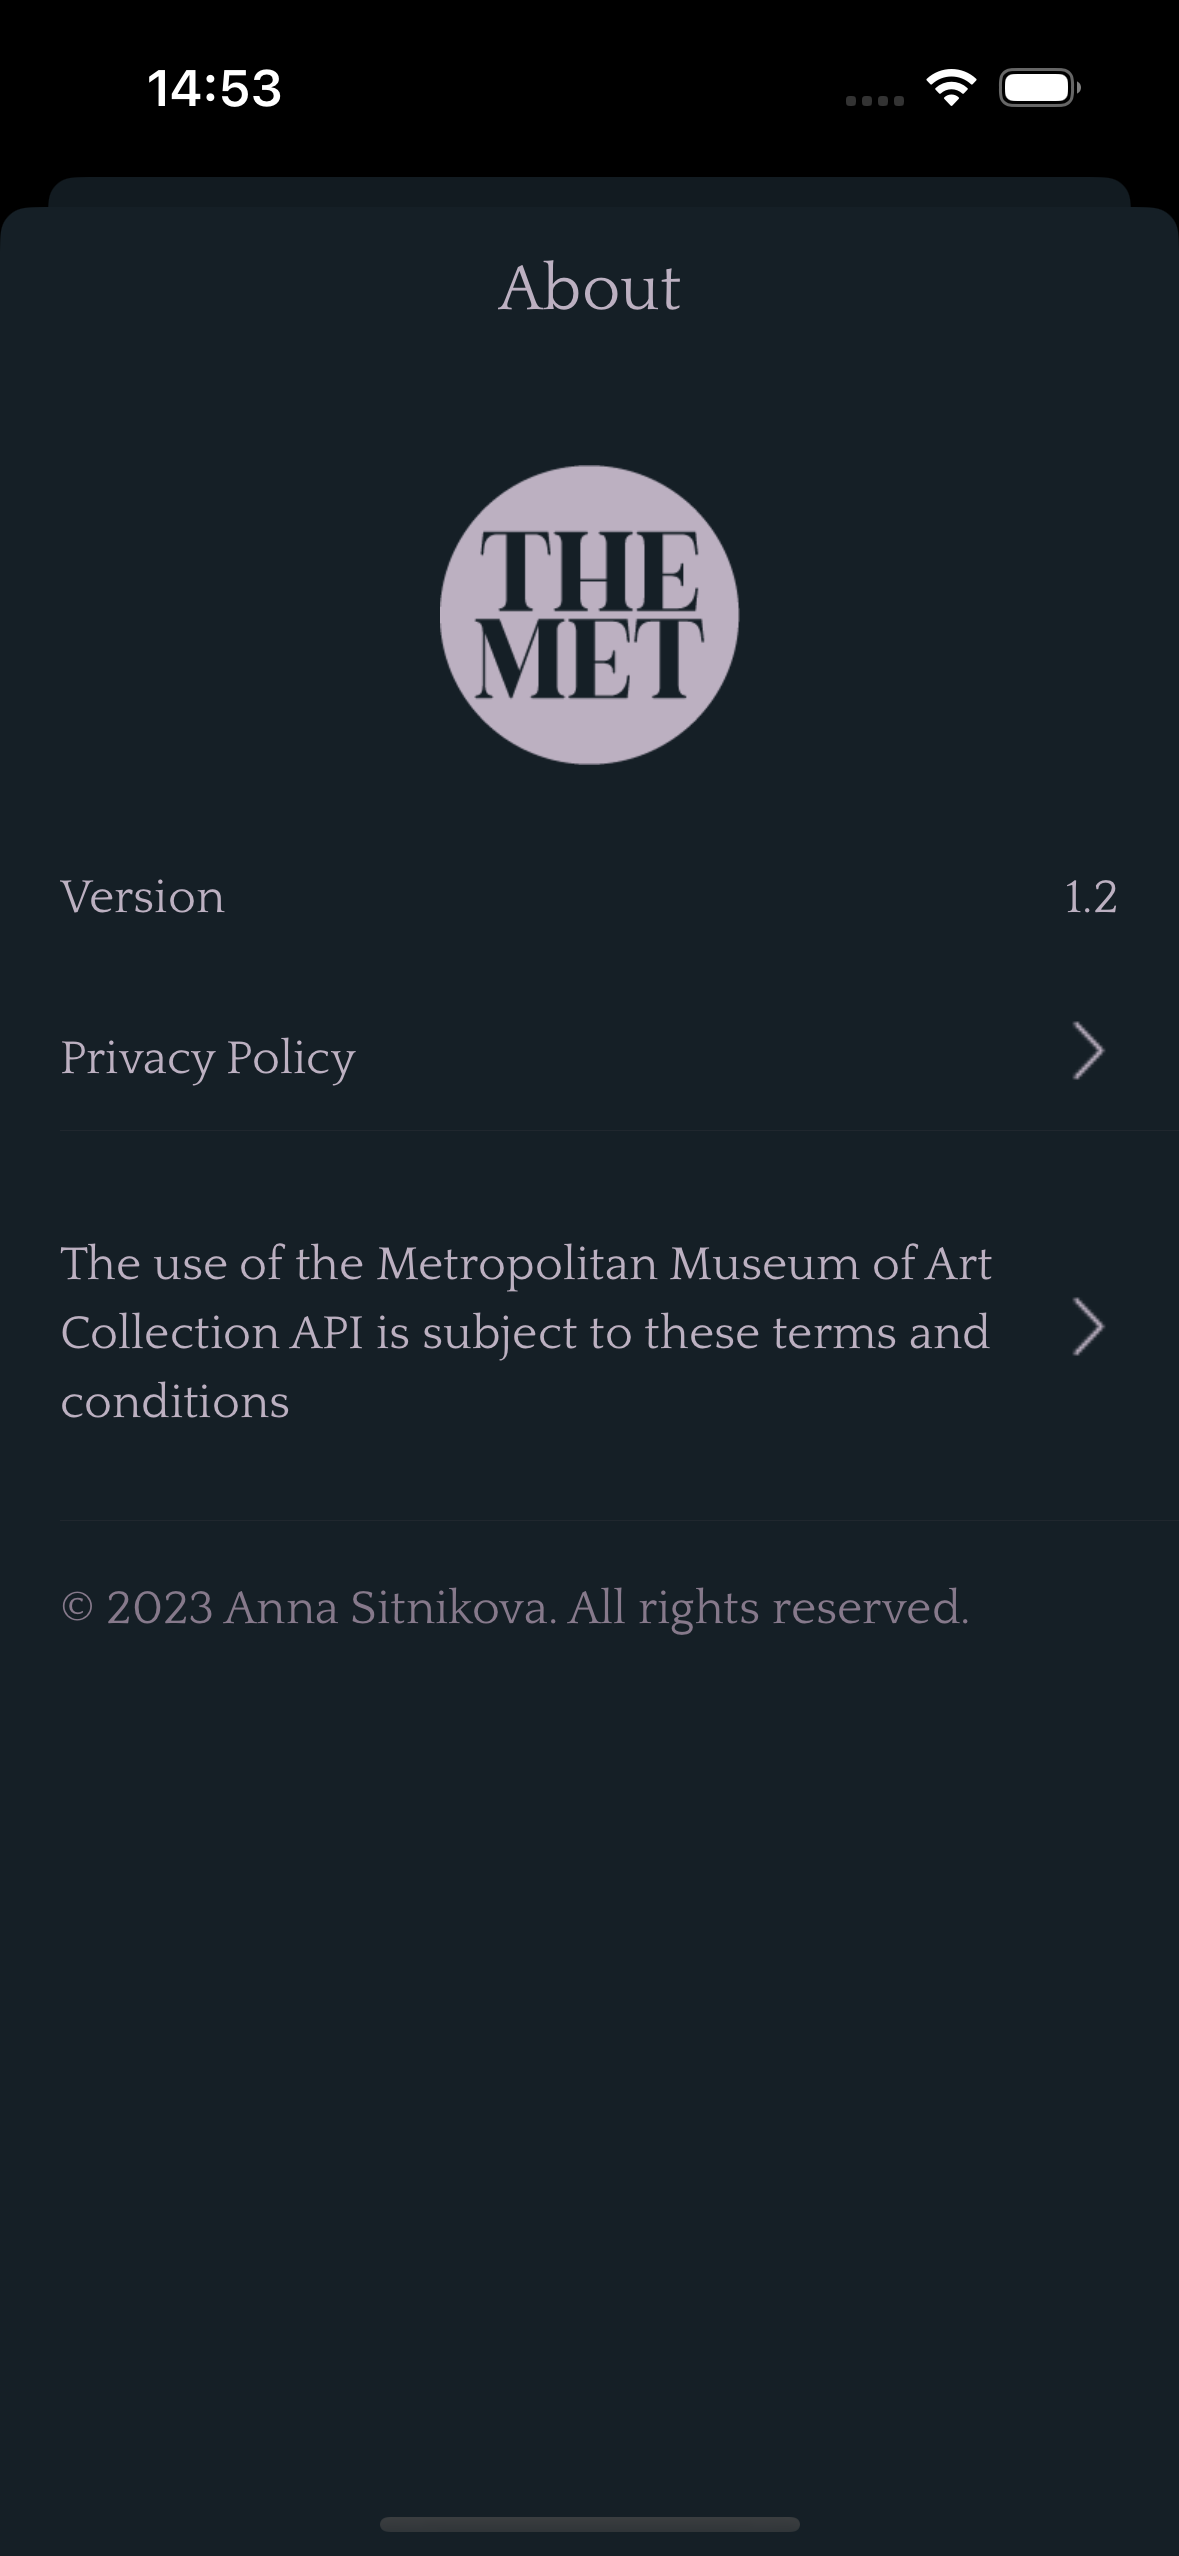 14:53
About
THE
MET
Version 1.2
Privacy Policy
The use of the Metropolitan Museum of Art
Collection API is subject to these terms and
conditions
© 2023 Anna Sitnikova. All rights reserved.